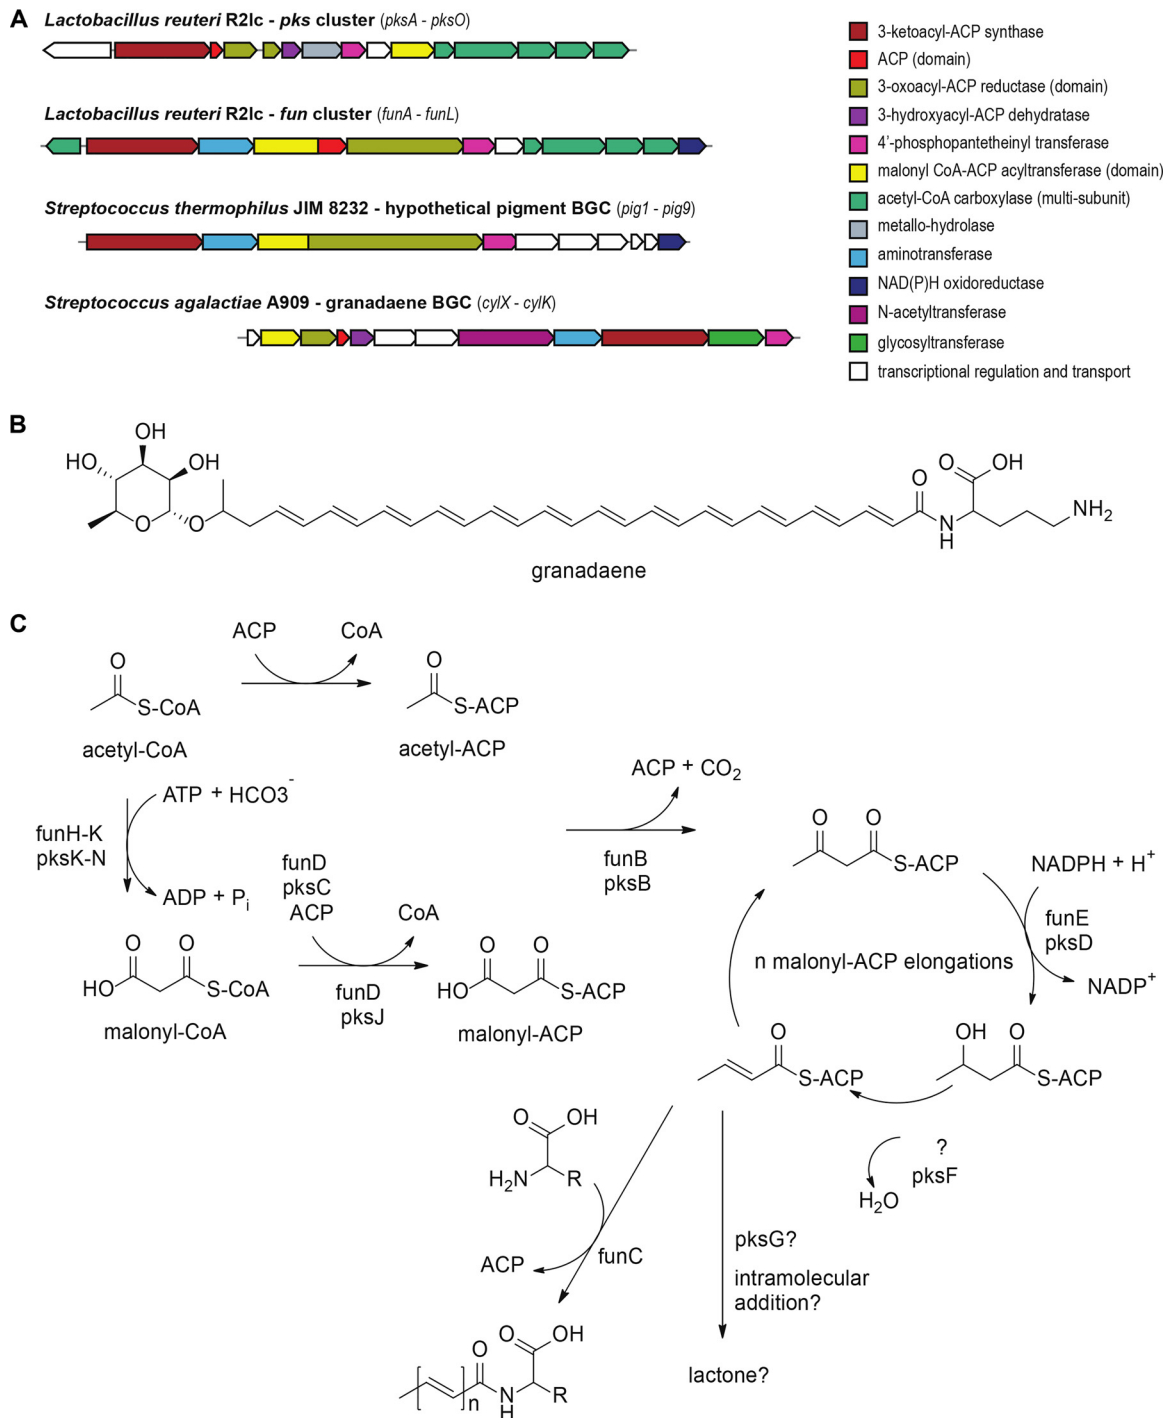 A
Lactobacillus reuteri R2lc - pks cluster (pksA - pksO)
Lactobacillus reuteri R2lc - fun cluster (funA - funL)
Streptococcus thermophilus JIM 8232 - hypothetical pigment BGC (pig1 - pig9)
Streptococcus agalactiae A909 - granadaene BGC (cylX - cylK)
3-ketoacyl-ACP synthase
ACP (domain)
3-oxoacyl-ACP reductase (domain)
3-hydroxyacyl-ACP dehydratase
4'-phosphopantetheinyl transferase
malonyl CoA-ACP acyltransferase (domain)
acetyl-CoA carboxylase (multi-subunit)
metallo-hydrolase
aminotransferase
NAD(P)H oxidoreductase
N-acetyltransferase
glycosyltransferase
transcriptional regulation and transport
B
OH
HO
OH
O
O
O
N
H
O
OH
NH2
granadaene
C
ACP
CoA
O
S-CoA
acetyl-CoA
O
S-ACP
acetyl-ACP
ATP + HCO3-
funH-K
pksK-N
ADP + Pi
O
O
HO
S-CoA
malonyl-CoA
funD
pksC
ACP
CoA
funD
pksJ
O
O
HO
S-ACP
malonyl-ACP
ACP + CO2
funB
pksB
O
O
S-ACP
NADPH + H+
funE
pksD
NADP+
n malonyl-ACP elongations
O
S-ACP
OH
O
S-ACP
?
pksF
H2O
O
OH
H2N
R
ACP
funC
pksG?
intramolecular
addition?
lactone?
O
O
OH
n
N
H
R